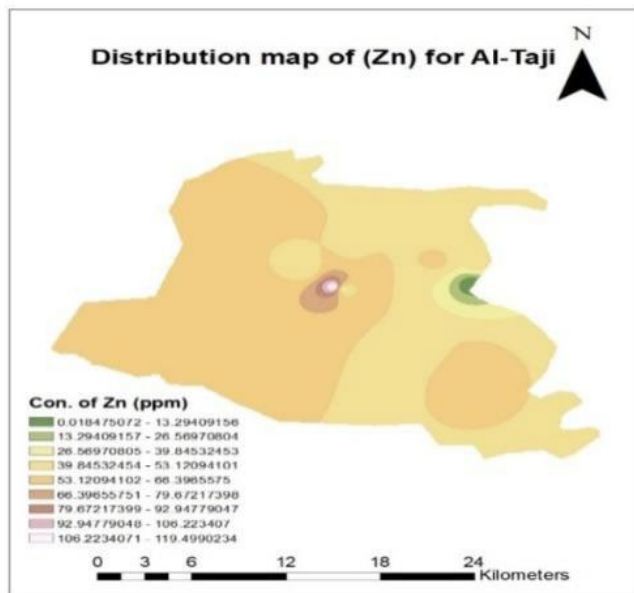 N
Distribution map of (Zn) for Al-Taji
Con. of Zn (ppm)
0.018475072 - 13.29409156
13.29409157 - 26.56970804
26.56970805 - 39.84532453
39.84532454 - 53.12094101
53.12094102 - 66.3965575
66.39655751 - 79.67217398
79.67217399 - 92.94779047
92.94779048 - 106.223407
106.2234071 - 119.4990234
0 3 6 12 18 24
Kilometers